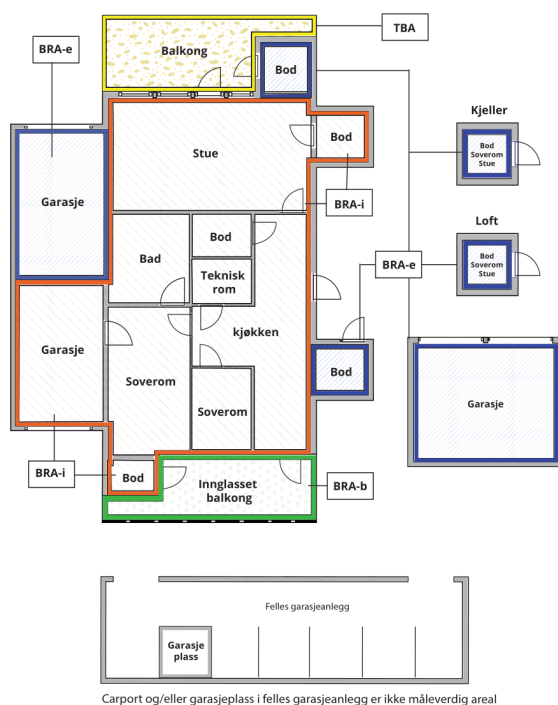 TBA
BRA-e
Balkong
Bod
Kjeller
Bod
Soverom
Stue
Stue
Bod
Garasje
BRA-i
Loft
Bod
Soverom
Stue
Bad
Bod
Teknisk
rom
BRA-e
kjøkken
Garasje
Soverom
Soverom
Bod
Garasje
BRA-i
Bod
Innglasset
balkong
BRA-b
Felles garasjeanlegg
Garasje
plass
Carport og/eller garasjeplass i felles garasjeanlegg er ikke måleverdig areal